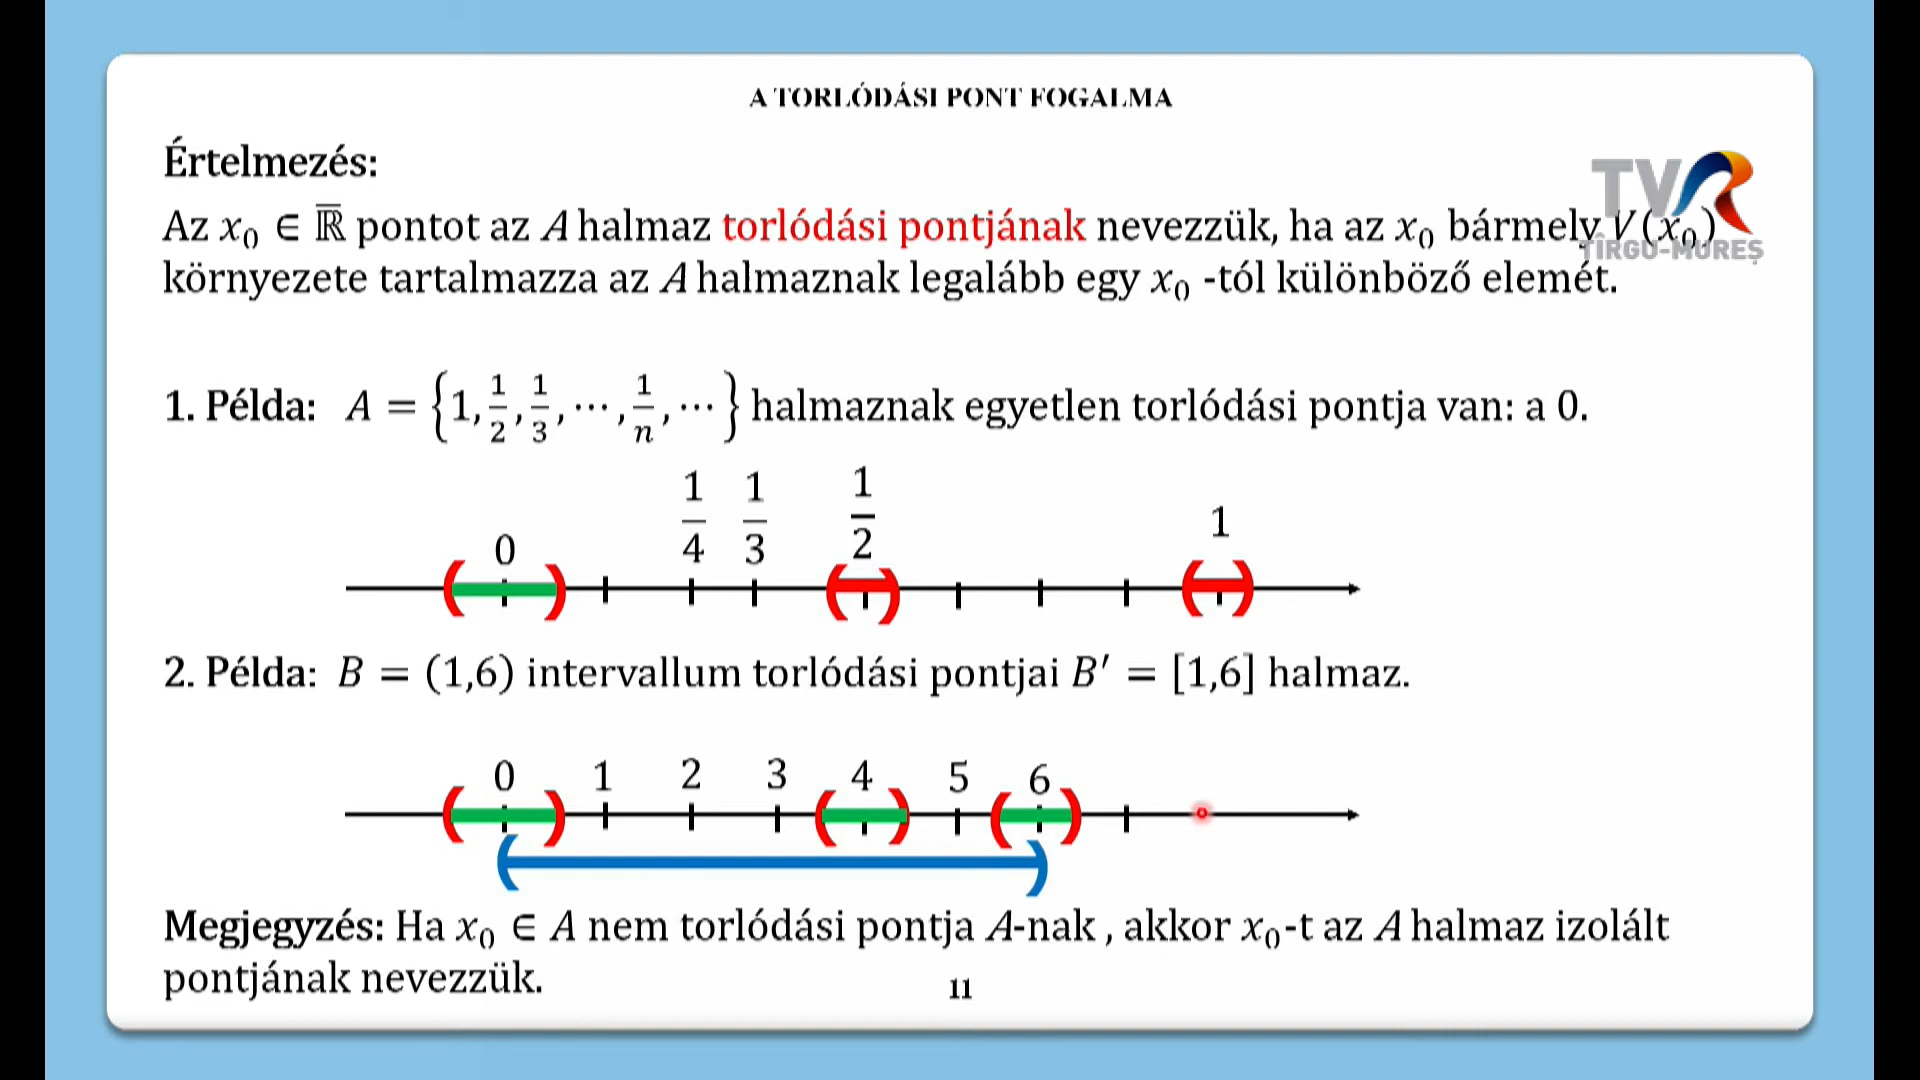 A TORLÓDÁSI PONT FOGALMA
Értelmezés:
TVR
TÎRGU-MUREȘ
Az x₀ ∈ ℝ̅ pontot az A halmaz torlódási pontjának nevezzük, ha az x₀ bármely V(x₀)
környezete tartalmazza az A halmaznak legalább egy x₀ -tól különböző elemét.
1. Példa: A = {1, 1/2, 1/3, ⋯, 1/n, ⋯} halmaznak egyetlen torlódási pontja van: a 0.
0 1/4 1/3 1/2 1
2. Példa: B = (1,6) intervallum torlódási pontjai B′ = [1,6] halmaz.
0 1 2 3 4 5 6
Megjegyzés: Ha x₀ ∈ A nem torlódási pontja A-nak , akkor x₀-t az A halmaz izolált
pontjának nevezzük.
11